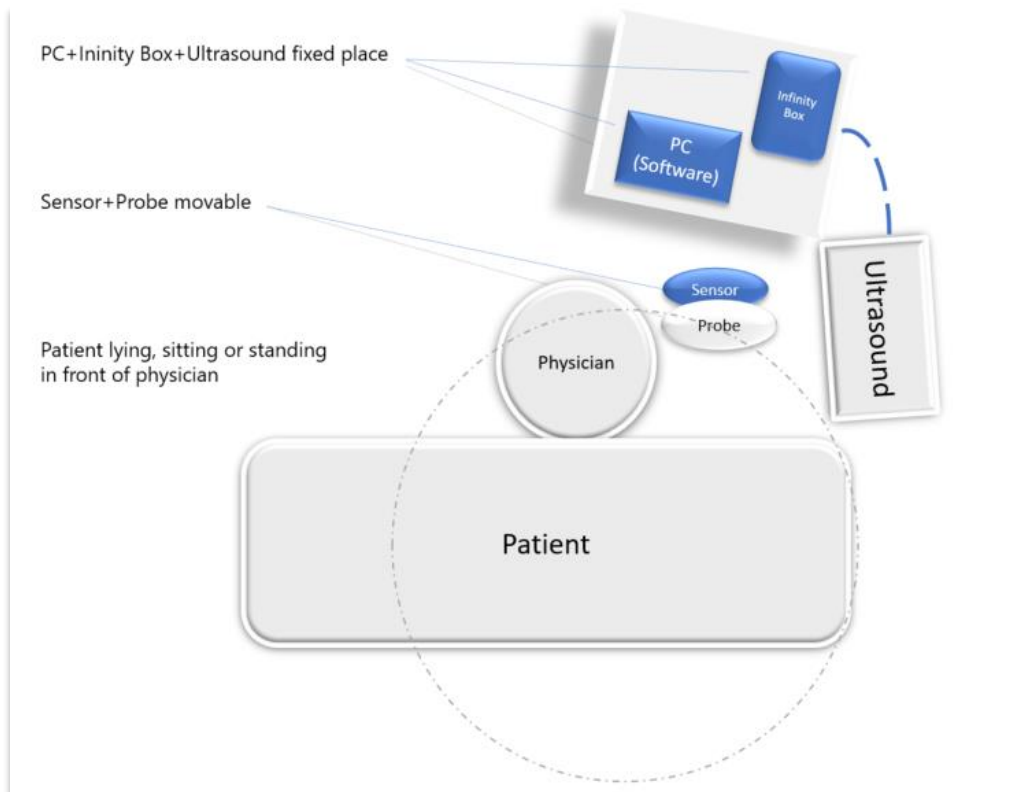 PC+Ininity Box+Ultrasound fixed place
Infinity
Box
PC
(Software)
Sensor+Probe movable
Ultrasound
Sensor
Probe
Patient lying, sitting or standing
in front of physician
Physician
Patient